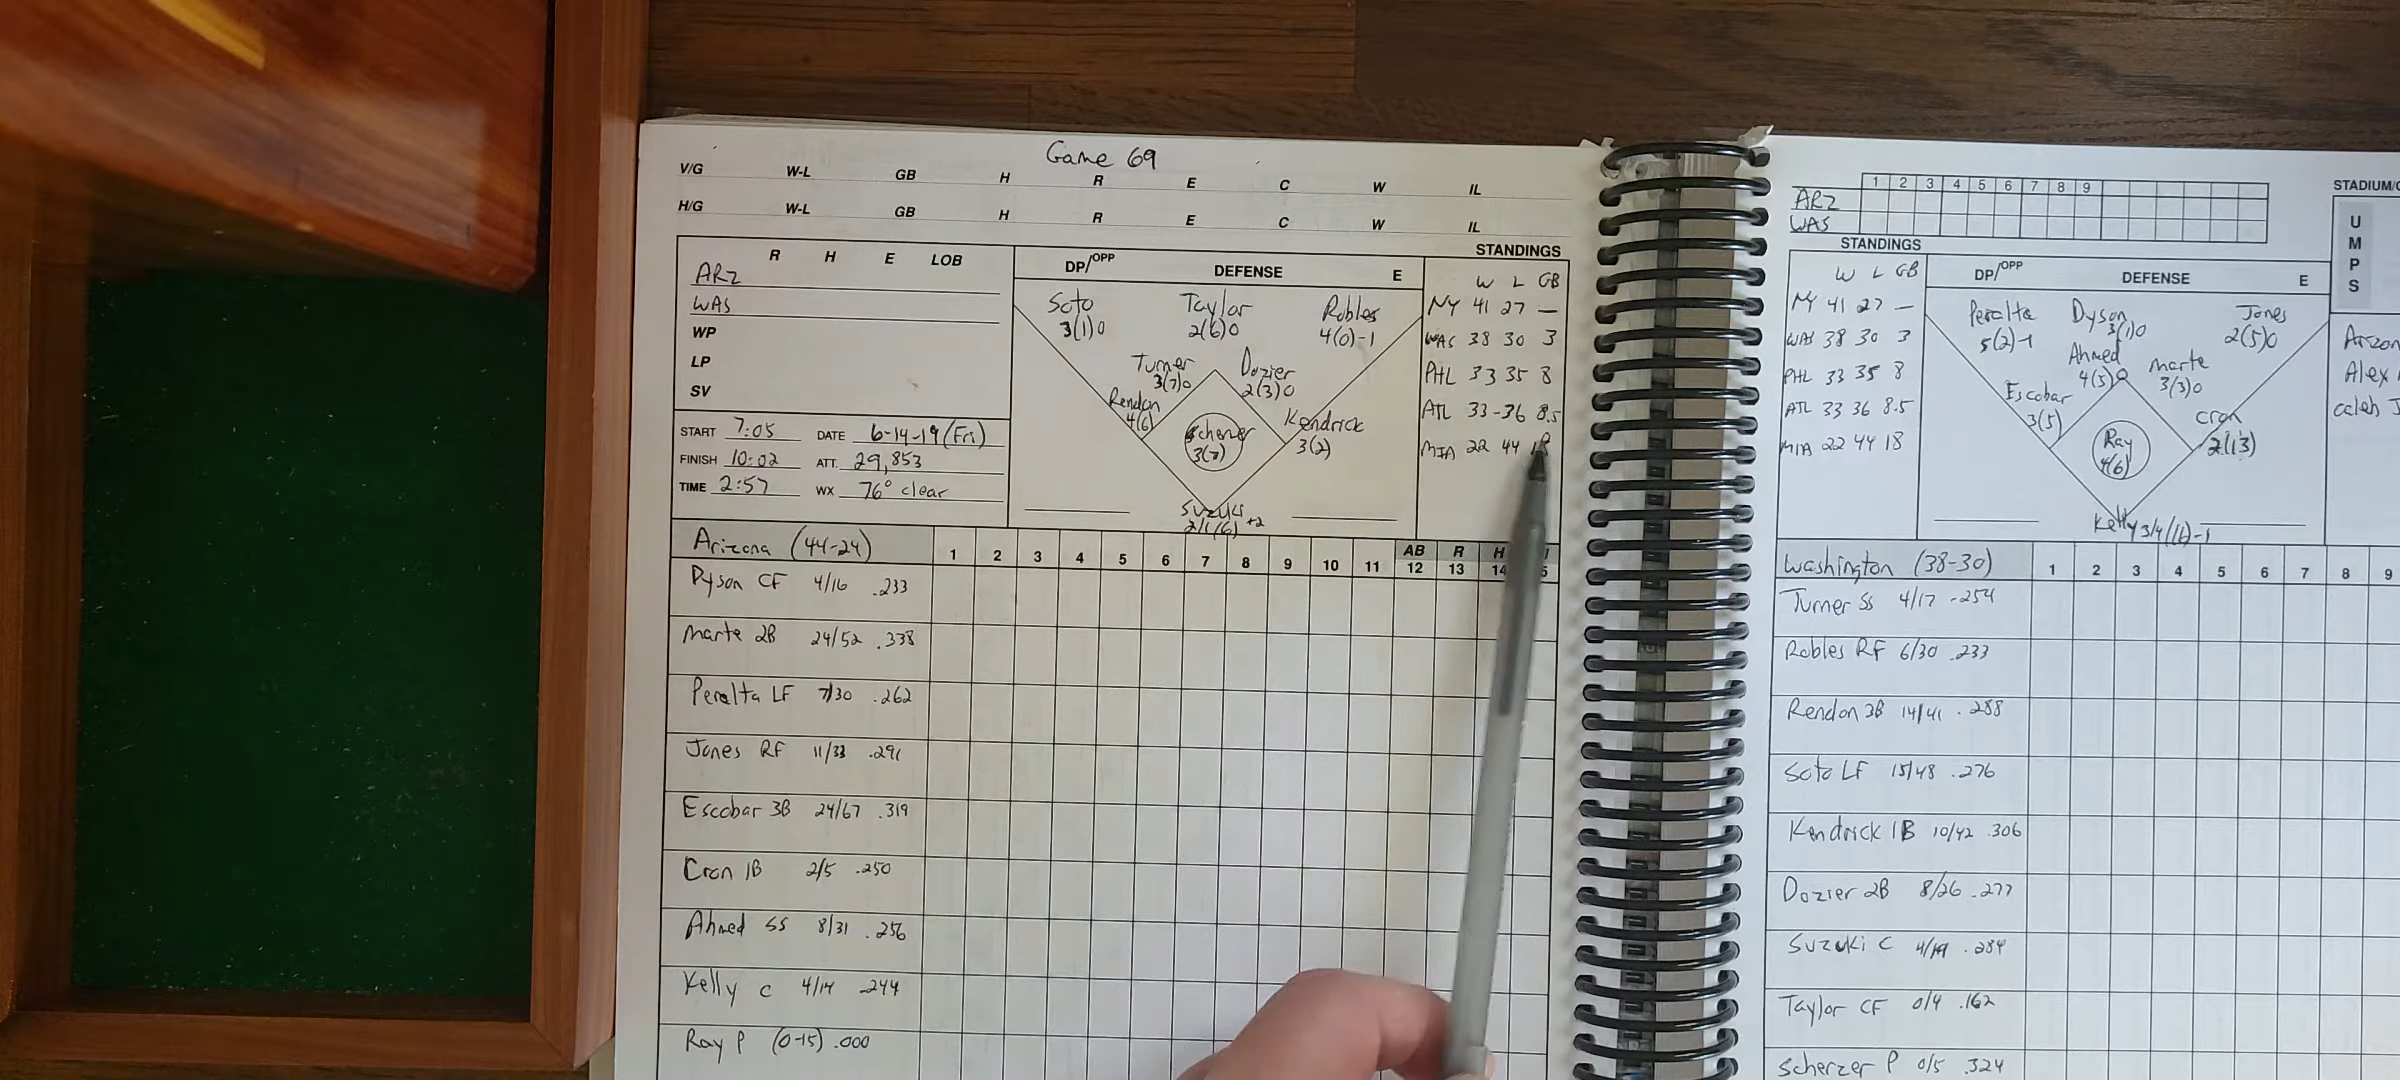 Game 69
V/G W-L GB H R E C W IL
H/G W-L GB H R E C W IL
R H E LOB
ARZ
WAS
WP
LP
SV
START 7:05 DATE 6-14-19 (Fri)
FINISH 10:02 ATT. 29,853
TIME 2:57 WX 76° clear
DP/OPP DEFENSE E
Soto Taylor Robles
3(1)0 2(6)0 4(0)-1
Turner Dozier
3(7)0 2(3)0
Rendon Scherzer Kendrick
4(6) 3(7) 3(2)
Suzuki
+2
STANDINGS
W L GB
NY 41 27 —
WAS 38 30 3
PHL 33 35 8
ATL 33-36 8.5
MIA 22 44 18
Arizona (44-24) 1 2 3 4 5 6 7 8 9 10 11 AB R H
12 13 14
Dyson CF 4/16 .233
Marte 2B 24/52 .338
Peralta LF 7/30 .262
Jones RF 11/33 .291
Escobar 3B 24/67 .319
Cron 1B 2/5 .250
Ahmed SS 8/31 .256
Kelly C 4/14 .244
Ray P (0-15) .000
1 2 3 4 5 6 7 8 9
ARZ
WAS
STADIUM/
U
M
P
S
STANDINGS
W L GB
NY 41 27 —
WAS 38 30 3
PHL 33 35 8
ATL 33 36 8.5
MIA 22 44 18
DP/OPP DEFENSE E
Peralta Dyson Jones
5(2)-1 3(1)0 2(5)0
Ahmed Marte
4(3) 3(3)0
Escobar Ray Cron
3(5) 4(6) 2(13)
Kelly
Alex
Caleb
Washington (38-30) 1 2 3 4 5 6 7 8 9
Turner SS 4/17 .254
Robles RF 6/30 .233
Rendon 3B 14/41 .288
Soto LF 15/48 .276
Kendrick 1B 10/42 .306
Dozier 2B 8/26 .277
Suzuki C 4/19 .284
Taylor CF 0/4 .162
Scherzer P 0/5 .324